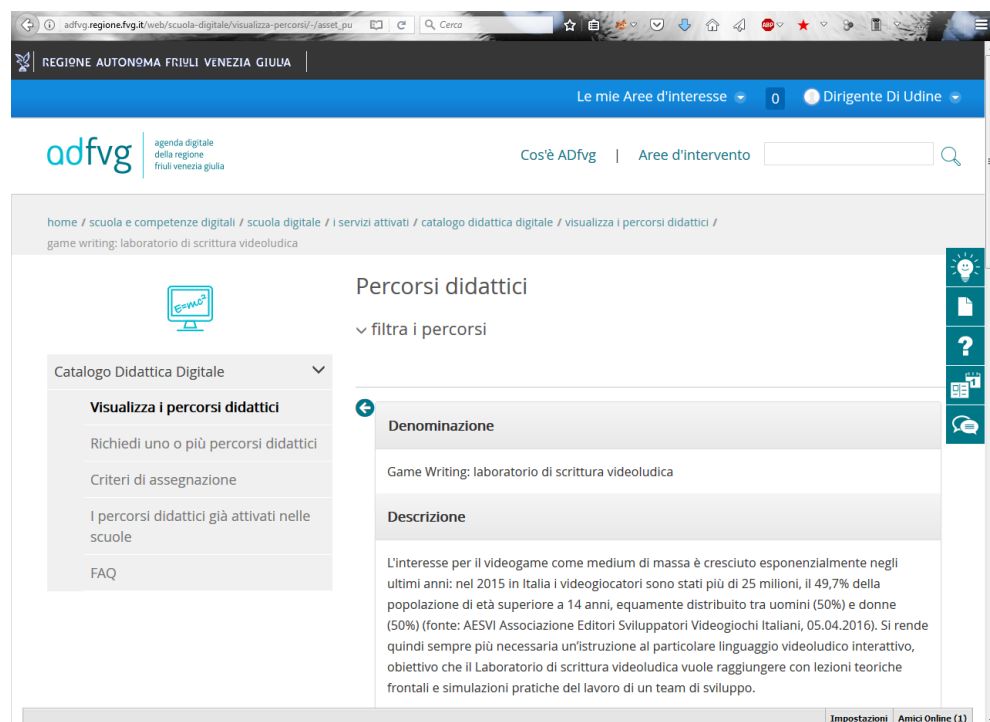 adfvg.regione.fvg.it/web/scuola-digitale/visualizza-percorsi/-/asset_pu
Cerca
ABP
REGIONE AUTONOMA FRIULI VENEZIA GIULIA
Le mie Aree d'interesse
0
Dirigente Di Udine
adfvg
agenda digitale
della regione
friuli venezia giulia
Cos'è ADfvg | Aree d'intervento
home / scuola e competenze digitali / scuola digitale / i servizi attivati / catalogo didattica digitale / visualizza i percorsi didattici /
game writing: laboratorio di scrittura videoludica
E=mc²
Percorsi didattici
filtra i percorsi
Catalogo Didattica Digitale
Visualizza i percorsi didattici
Richiedi uno o più percorsi didattici
Criteri di assegnazione
I percorsi didattici già attivati nelle
scuole
FAQ
?
1
Denominazione
Game Writing: laboratorio di scrittura videoludica
Descrizione
L'interesse per il videogame come medium di massa è cresciuto esponenzialmente negli
ultimi anni: nel 2015 in Italia i videogiocatori sono stati più di 25 milioni, il 49,7% della
popolazione di età superiore a 14 anni, equamente distribuito tra uomini (50%) e donne
(50%) (fonte: AESVI Associazione Editori Sviluppatori Videogiochi Italiani, 05.04.2016). Si rende
quindi sempre più necessaria un'istruzione al particolare linguaggio videoludico interattivo,
obiettivo che il Laboratorio di scrittura videoludica vuole raggiungere con lezioni teoriche
frontali e simulazioni pratiche del lavoro di un team di sviluppo.
Impostazioni Amici Online (1)